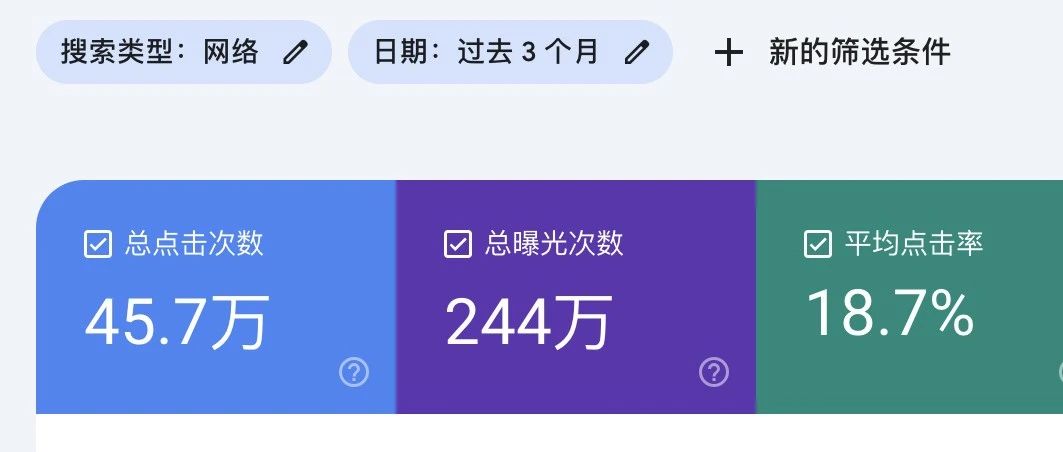 搜索类型：网络 日期：过去 3 个月 + 新的筛选条件
总点击次数 总曝光次数 平均点击率
45.7万 244万 18.7%